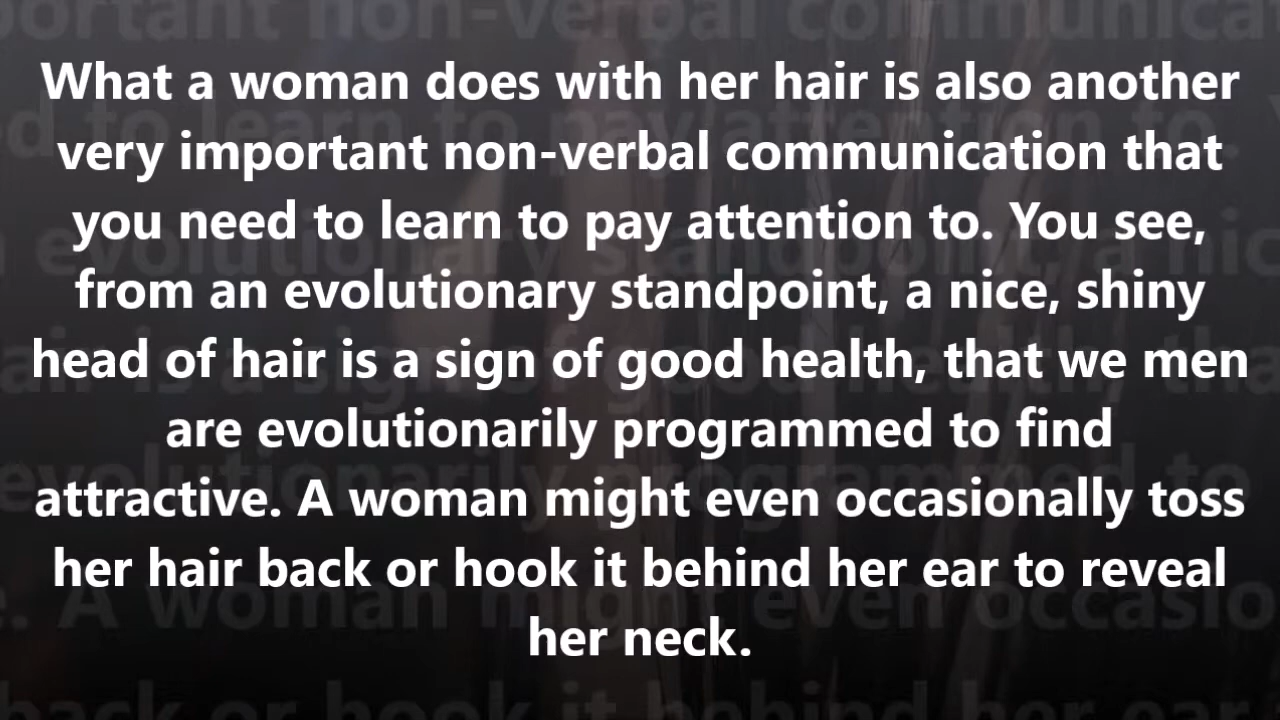 What a woman does with her hair is also another
very important non-verbal communication that
you need to learn to pay attention to. You see,
from an evolutionary standpoint, a nice, shiny
head of hair is a sign of good health, that we men
are evolutionarily programmed to find
attractive. A woman might even occasionally toss
her hair back or hook it behind her ear to reveal
her neck.